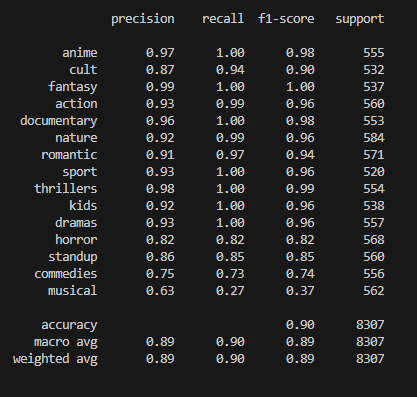 precision recall f1-score support
anime 0.97 1.00 0.98 555
cult 0.87 0.94 0.90 532
fantasy 0.99 1.00 1.00 537
action 0.93 0.99 0.96 560
documentary 0.96 1.00 0.98 553
nature 0.92 0.99 0.96 584
romantic 0.91 0.97 0.94 571
sport 0.93 1.00 0.96 520
thrillers 0.98 1.00 0.99 554
kids 0.92 1.00 0.96 538
dramas 0.93 1.00 0.96 557
horror 0.82 0.82 0.82 568
standup 0.86 0.85 0.85 560
commedies 0.75 0.73 0.74 556
musical 0.63 0.27 0.37 562
accuracy 0.90 8307
macro avg 0.89 0.90 0.89 8307
weighted avg 0.89 0.90 0.89 8307